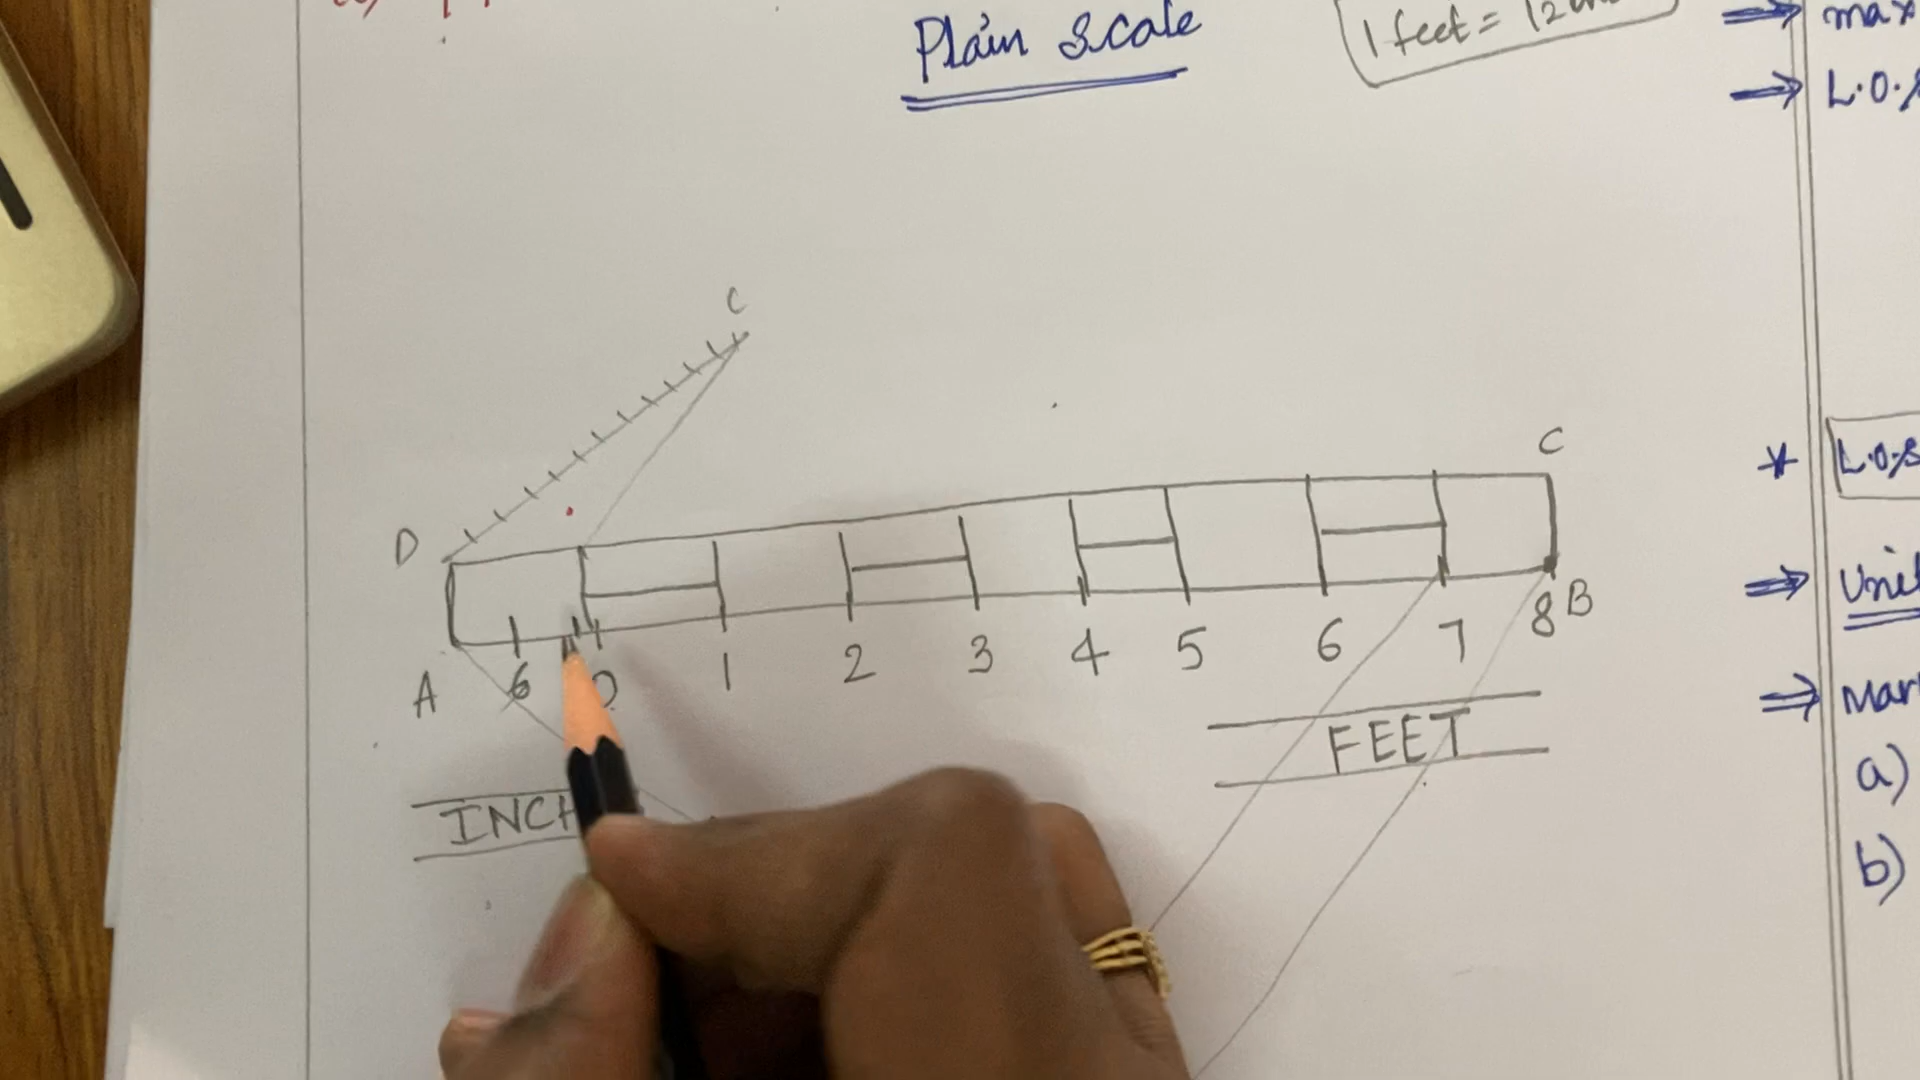 Plain Scale
1 feet = 12
max
L.O.S
C
C
D
L.O.S
A 6 0 1 2 3 4 5 6 7 8 B
Unit
FEET
INCH
Mar
a)
b)